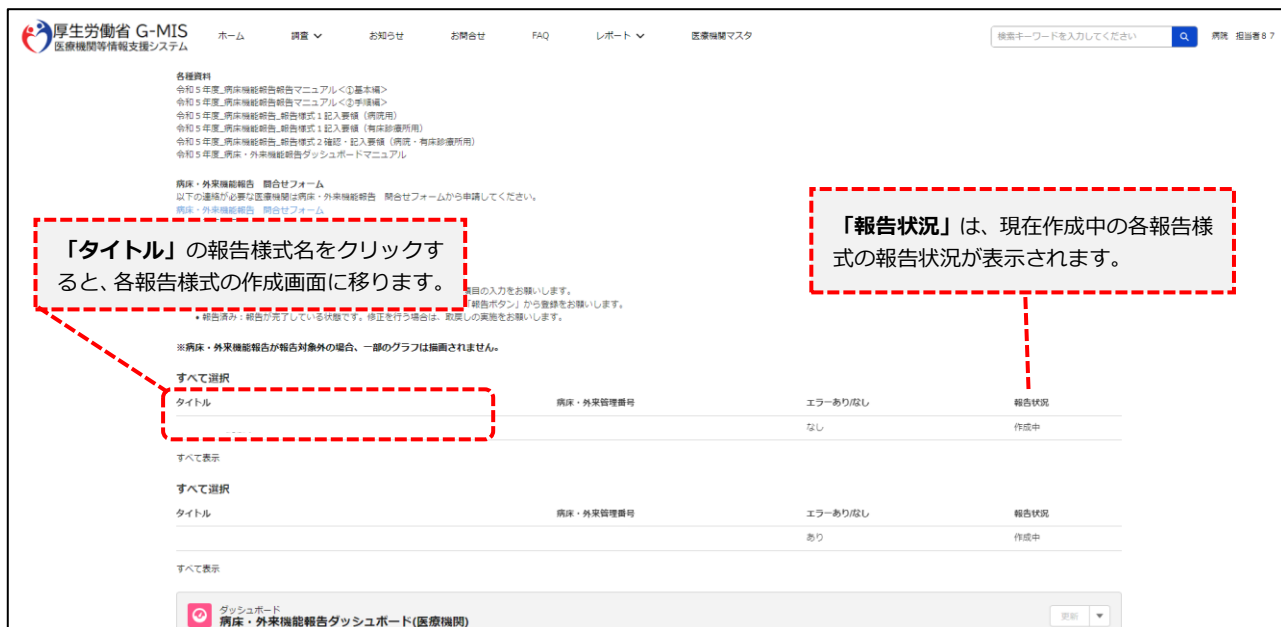 厚生労働省 G-MIS
医療機関等情報支援システム
ホーム 調査 お知らせ お問合せ FAQ レポート 医療機関マスタ
検索キーワードを入力してください
病院 担当者87
各種資料
令和5年度_病床機能報告報告マニュアル<①基本編>
令和5年度_病床機能報告報告マニュアル<②手順編>
令和5年度_病床機能報告_報告様式1記入要領（病院用）
令和5年度_病床機能報告_報告様式1記入要領（有床診療所用）
令和5年度_病床機能報告_報告様式2確認・記入要領（病院・有床診療所用）
令和5年度_病床・外来機能報告ダッシュボードマニュアル
病床・外来機能報告 問合せフォーム
以下の連絡が必要な医療機関は病床・外来機能報告 問合せフォームから申請してください。
病床・外来機能報告 問合せフォーム
「タイトル」の報告様式名をクリックす
ると、各報告様式の作成画面に移ります。
「報告状況」は、現在作成中の各報告様
式の報告状況が表示されます。
項目の入力をお願いします。
「報告ボタン」から登録をお願いします。
• 報告済み：報告が完了している状態です。修正を行う場合は、取戻しの実施をお願いします。
※病床・外来機能報告が報告対象外の場合、一部のグラフは描画されません。
すべて選択
タイトル 病床・外来管理番号 エラーあり/なし 報告状況
なし 作成中
すべて表示
すべて選択
タイトル 病床・外来管理番号 エラーあり/なし 報告状況
あり 作成中
すべて表示
ダッシュボード
病床・外来機能報告ダッシュボード(医療機関)
更新